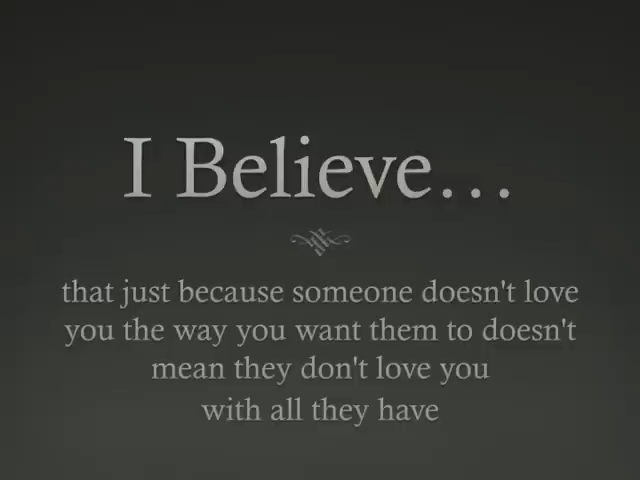 I Believe...
that just because someone doesn't love
you the way you want them to doesn't
mean they don't love you
with all they have